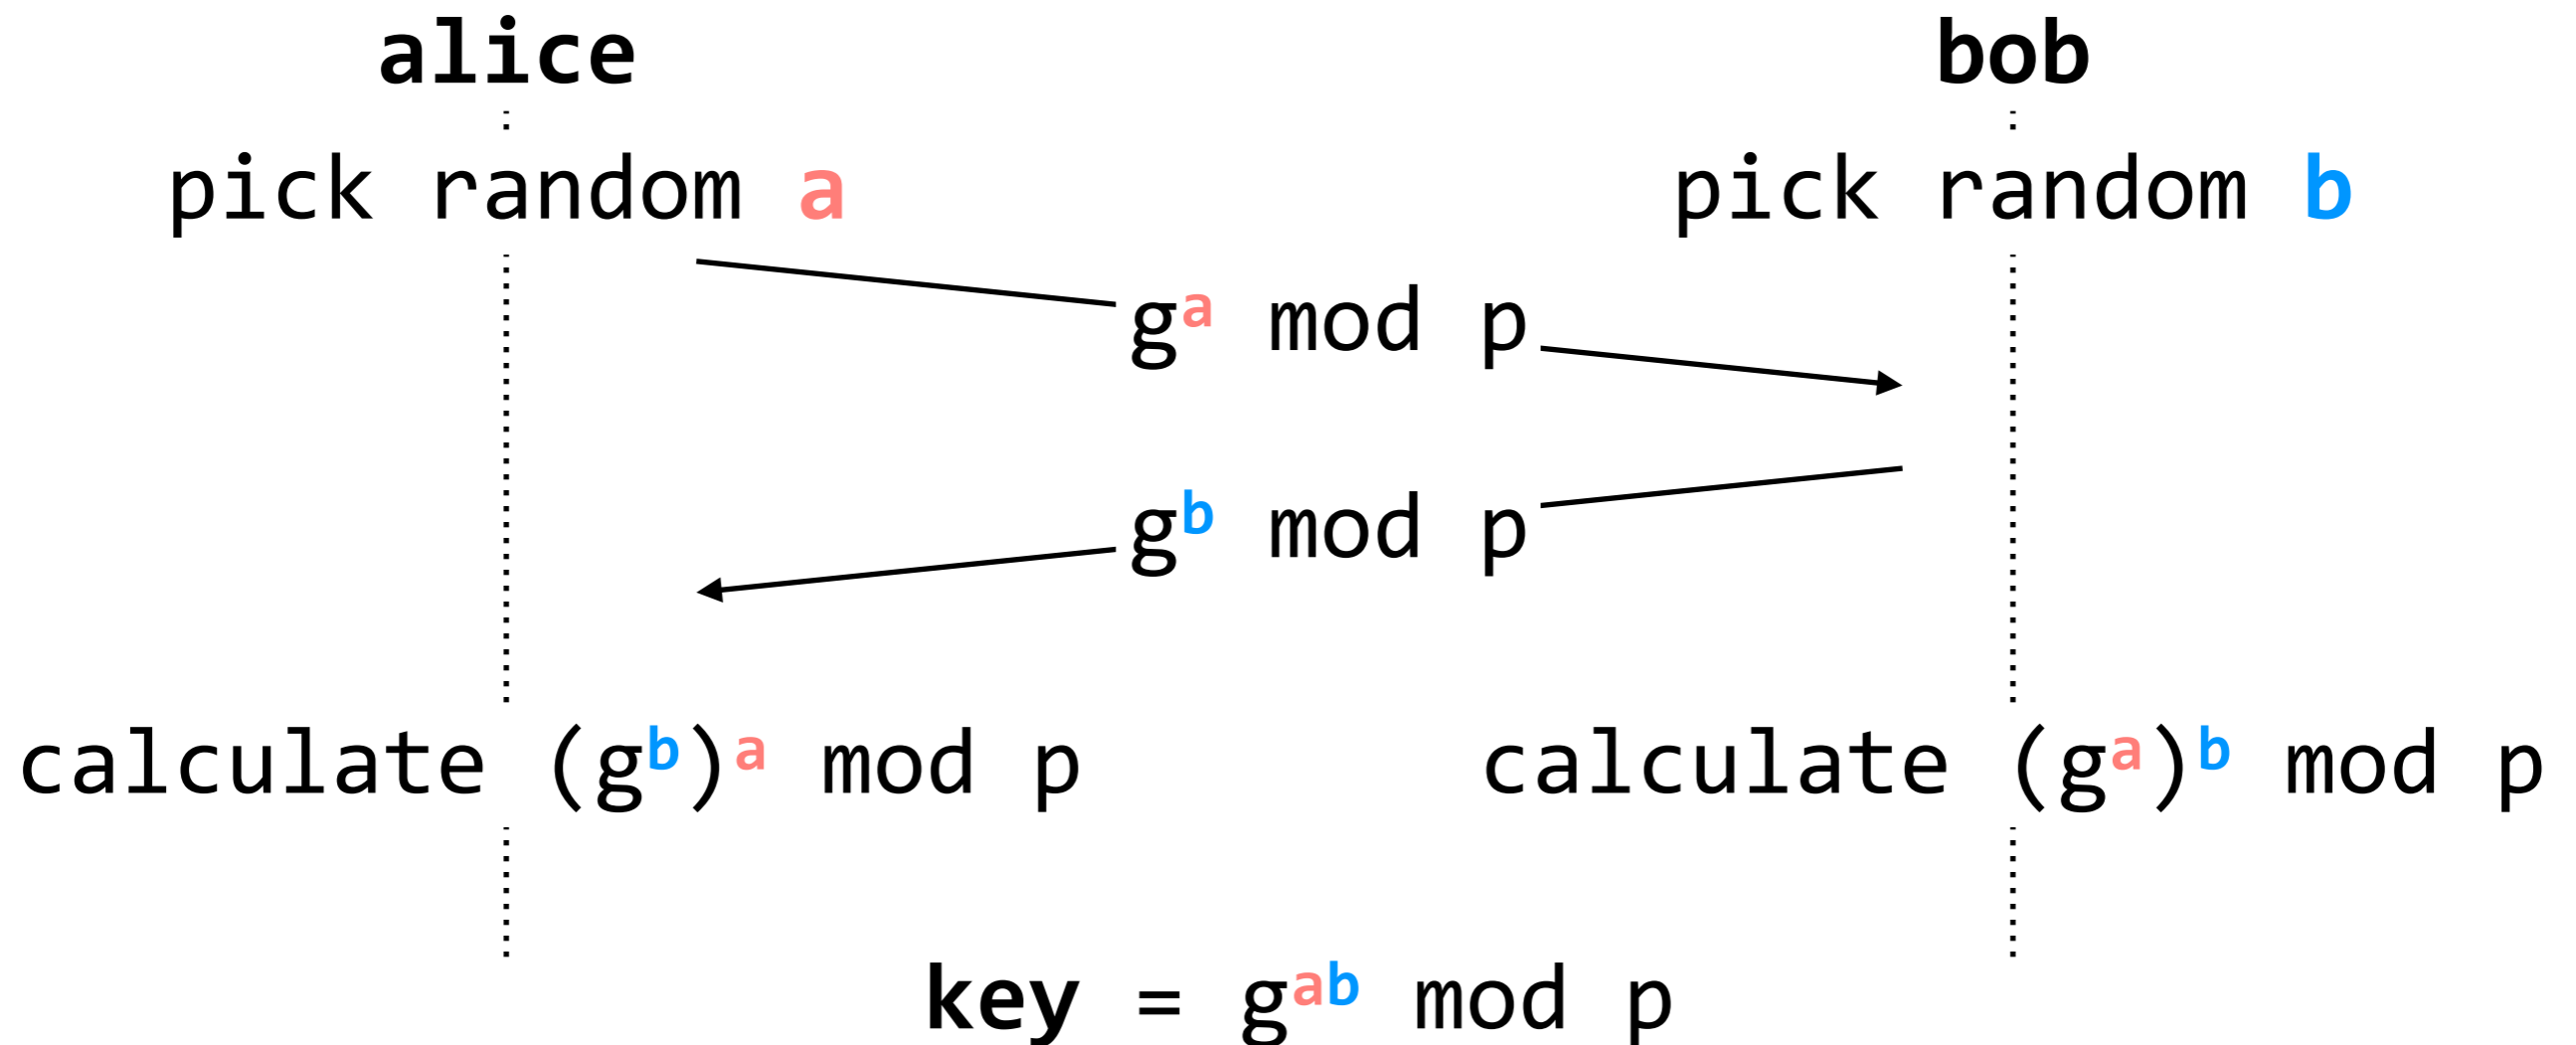 alice bob
pick random a pick random b
gᵃ mod p
gᵇ mod p
calculate (gᵇ)ᵃ mod p calculate (gᵃ)ᵇ mod p
key = gᵃᵇ mod p